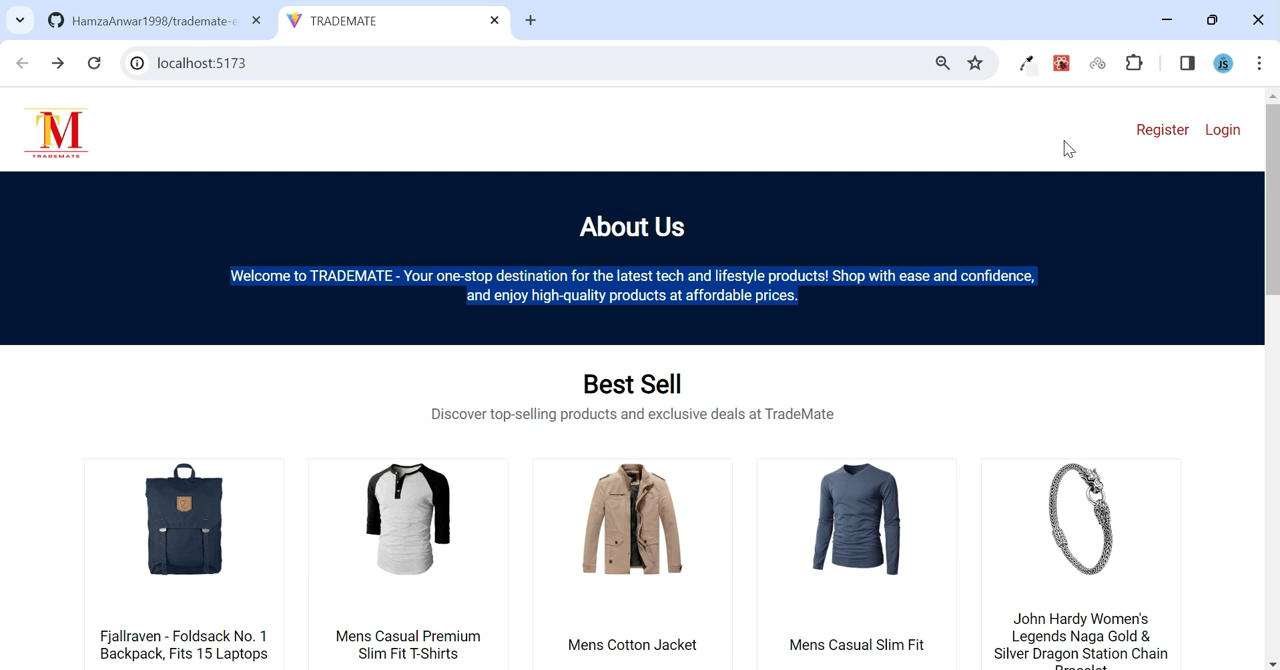 HamzaAnwar1998/trademate-e
TRADEMATE
localhost:5173
JS
TM
TRADEMATE
Register Login
About Us
Welcome to TRADEMATE - Your one-stop destination for the latest tech and lifestyle products! Shop with ease and confidence,
and enjoy high-quality products at affordable prices.
Best Sell
Discover top-selling products and exclusive deals at TradeMate
Fjallraven - Foldsack No. 1
Backpack, Fits 15 Laptops
Mens Casual Premium
Slim Fit T-Shirts
Mens Cotton Jacket
Mens Casual Slim Fit
John Hardy Women's
Legends Naga Gold &
Silver Dragon Station Chain
Bracelet